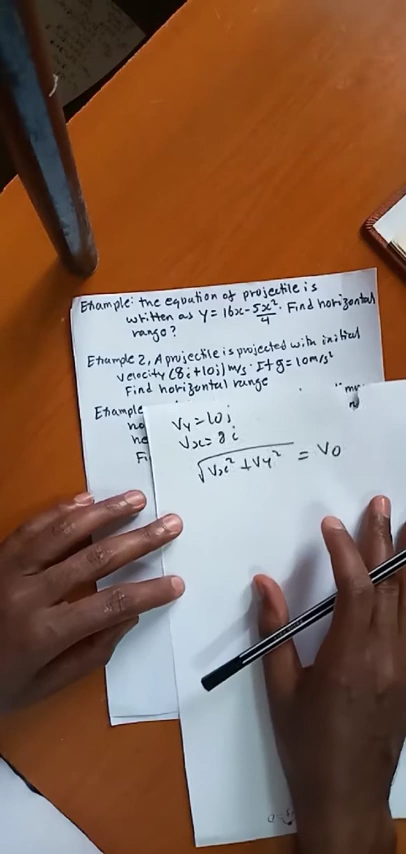 Example: the equation of projectile is
written as Y = 16x - 5x²/4. Find horizontal
range?
Example 2, A projectile is projected with initial
velocity (8i+10j) m/s. If g = 10m/s²
Find horizontal range
Example
Vy = 10j
Vx = 8i
√Vx² + Vy² = Vo